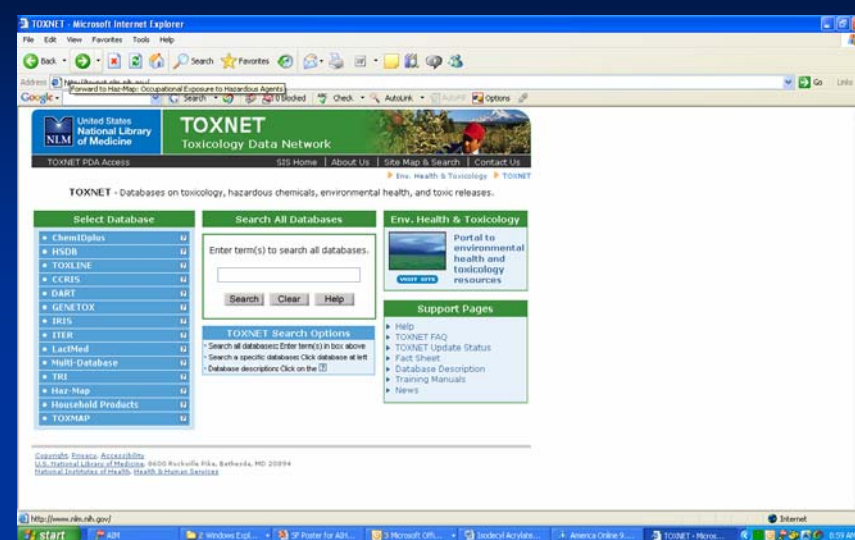 TOXNET - Microsoft Internet Explorer
File Edit View Favorites Tools Help
Back Search Favorites
Address
Forward to Haz-Map: Occupational Exposure to Hazardous Agents
Go Links
Google Search 0 blocked Check AutoLink Options
United States
National Library
of Medicine
NLM
TOXNET
Toxicology Data Network
TOXNET PDA Access
SIS Home | About Us | Site Map & Search | Contact Us
Env. Health & Toxicology TOXNET
TOXNET - Databases on toxicology, hazardous chemicals, environmental health, and toxic releases.
Select Database
ChemIDplus
HSDB
TOXLINE
CCRIS
DART
GENETOX
IRIS
ITER
LactMed
Multi-Database
TRI
Haz-Map
Household Products
TOXMAP
Search All Databases
Enter term(s) to search all databases.
Search Clear Help
TOXNET Search Options
Search all databases: Enter term(s) in box above
Search a specific database: Click database at left
Database description: Click on the ?
Env. Health & Toxicology
Portal to
environmental
health and
toxicology
resources
VISIT SITE
Support Pages
Help
TOXNET FAQ
TOXNET Update Status
Fact Sheet
Database Description
Training Manuals
News
Copyright, Privacy, Accessibility
U.S. National Library of Medicine, 8600 Rockville Pike, Bethesda, MD 20894
National Institutes of Health, Health & Human Services
http://www.nlm.nih.gov/
Internet
start AIM 2 Windows Expl... SP Poster for AIH... 3 Microsoft Offi... Isodecyl Acrylate... America Online 9.... TOXNET - Micros... 8:59 AM